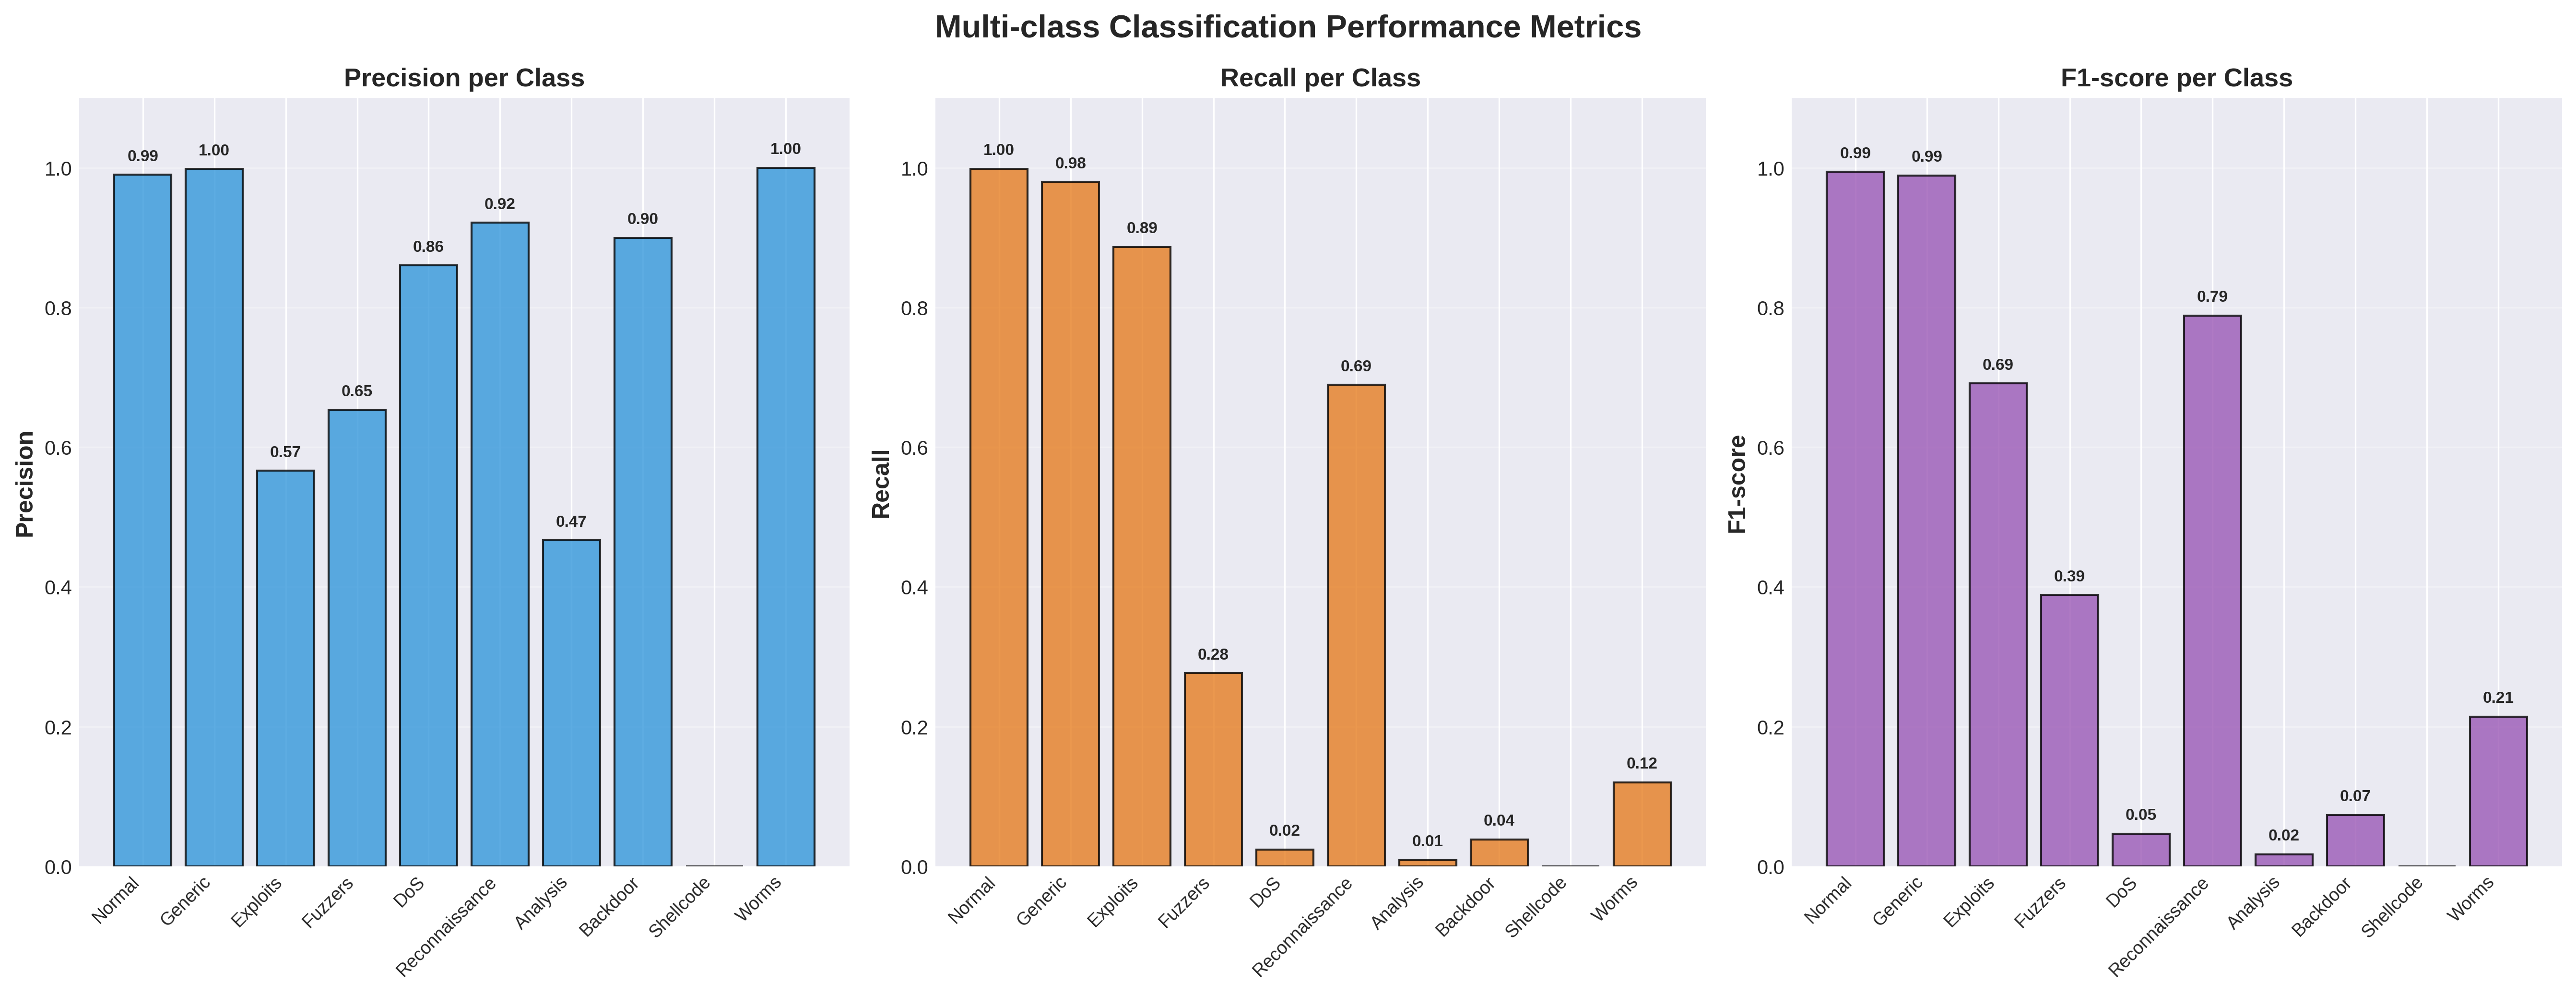 Multi-class Classification Performance Metrics
Precision per Class
Precision
1.0
0.8
0.6
0.4
0.2
0.0
0.99
1.00
0.57
0.65
0.86
0.92
0.47
0.90
1.00
Normal
Generic
Exploits
Fuzzers
DoS
Reconnaissance
Analysis
Backdoor
Shellcode
Worms
Recall per Class
Recall
1.0
0.8
0.6
0.4
0.2
0.0
1.00
0.98
0.89
0.28
0.02
0.69
0.01
0.04
0.12
Normal
Generic
Exploits
Fuzzers
DoS
Reconnaissance
Analysis
Backdoor
Shellcode
Worms
F1-score per Class
F1-score
1.0
0.8
0.6
0.4
0.2
0.0
0.99
0.99
0.69
0.39
0.05
0.79
0.02
0.07
0.21
Normal
Generic
Exploits
Fuzzers
DoS
Reconnaissance
Analysis
Backdoor
Shellcode
Worms